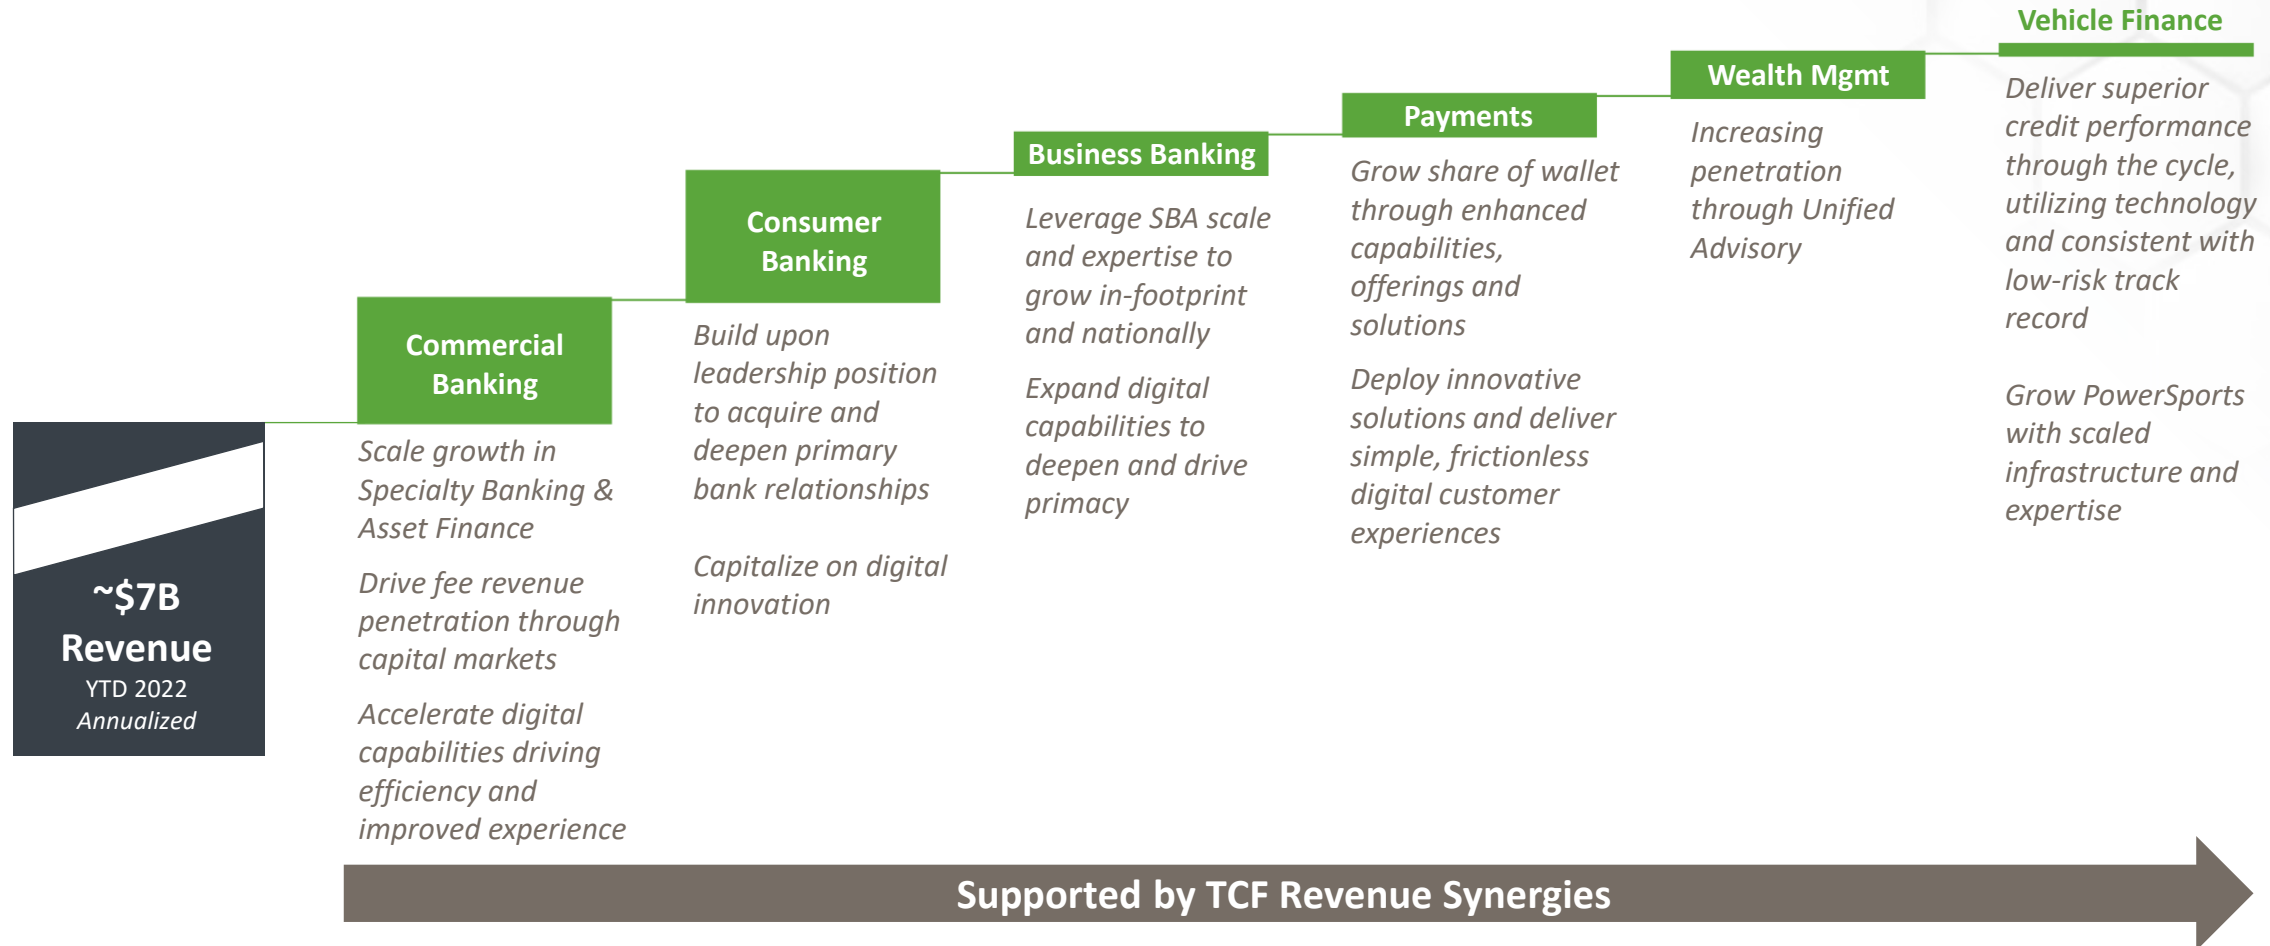 ~$7B
Revenue
YTD 2022
Annualized
Commercial
Banking
Scale growth in
Specialty Banking &
Asset Finance
Drive fee revenue
penetration through
capital markets
Accelerate digital
capabilities driving
efficiency and
improved experience
Consumer
Banking
Build upon
leadership position
to acquire and
deepen primary
bank relationships
Capitalize on digital
innovation
Business Banking
Leverage SBA scale
and expertise to
grow in-footprint
and nationally
Expand digital
capabilities to
deepen and drive
primacy
Payments
Grow share of wallet
through enhanced
capabilities,
offerings and
solutions
Deploy innovative
solutions and deliver
simple, frictionless
digital customer
experiences
Wealth Mgmt
Increasing
penetration
through Unified
Advisory
Vehicle Finance
Deliver superior
credit performance
through the cycle,
utilizing technology
and consistent with
low-risk track
record
Grow PowerSports
with scaled
infrastructure and
expertise
Supported by TCF Revenue Synergies